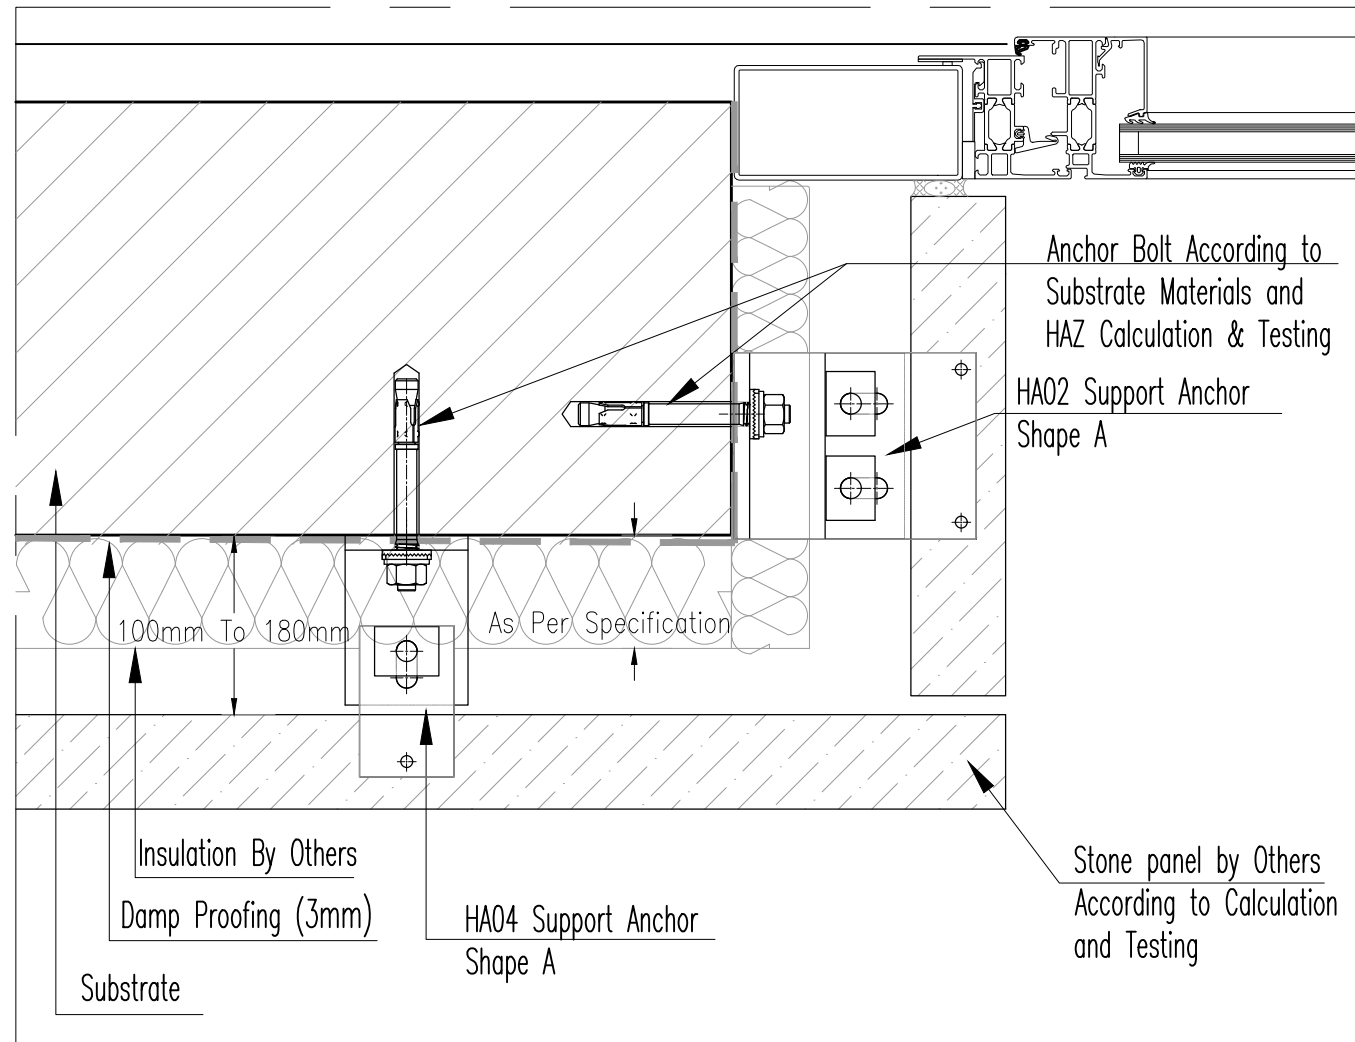 Anchor Bolt According to
Substrate Materials and
HAZ Calculation & Testing
HA02 Support Anchor
Shape A
100mm To 180mm
As Per Specification
Insulation By Others
Damp Proofing (3mm)
Substrate
HA04 Support Anchor
Shape A
Stone panel by Others
According to Calculation
and Testing